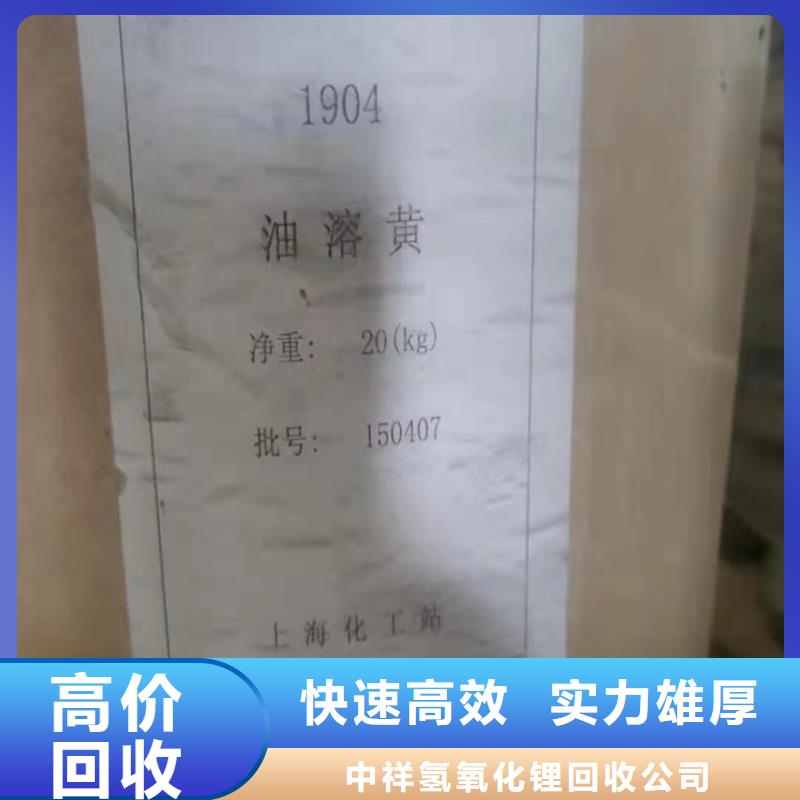 1904
油溶黄
净重: 20(kg)
批号: 150407
上海化工站
高价
回收
快速高效 实力雄厚
中祥氢氧化锂回收公司